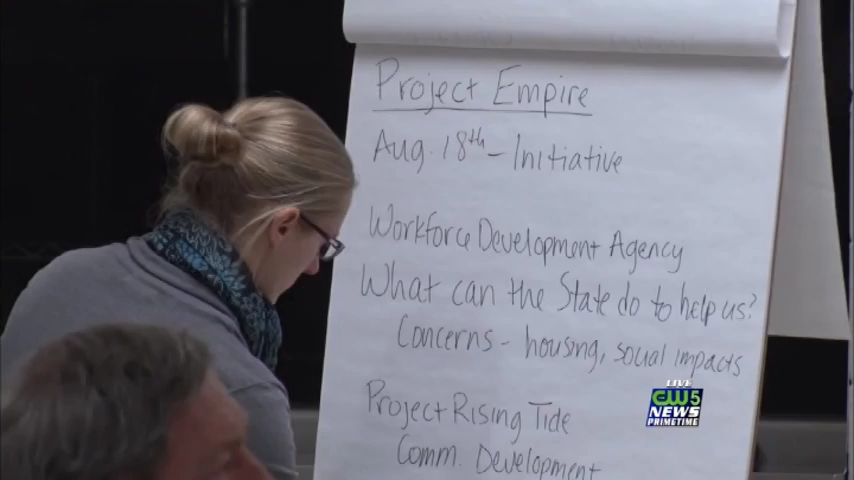 Project Empire
Aug. 18th - Initiative
Workforce Development Agency
What can the State do to help us?
Concerns - housing, social impacts
Project Rising Tide
Comm. Development
LIVE
CW5
NEWS
PRIMETIME